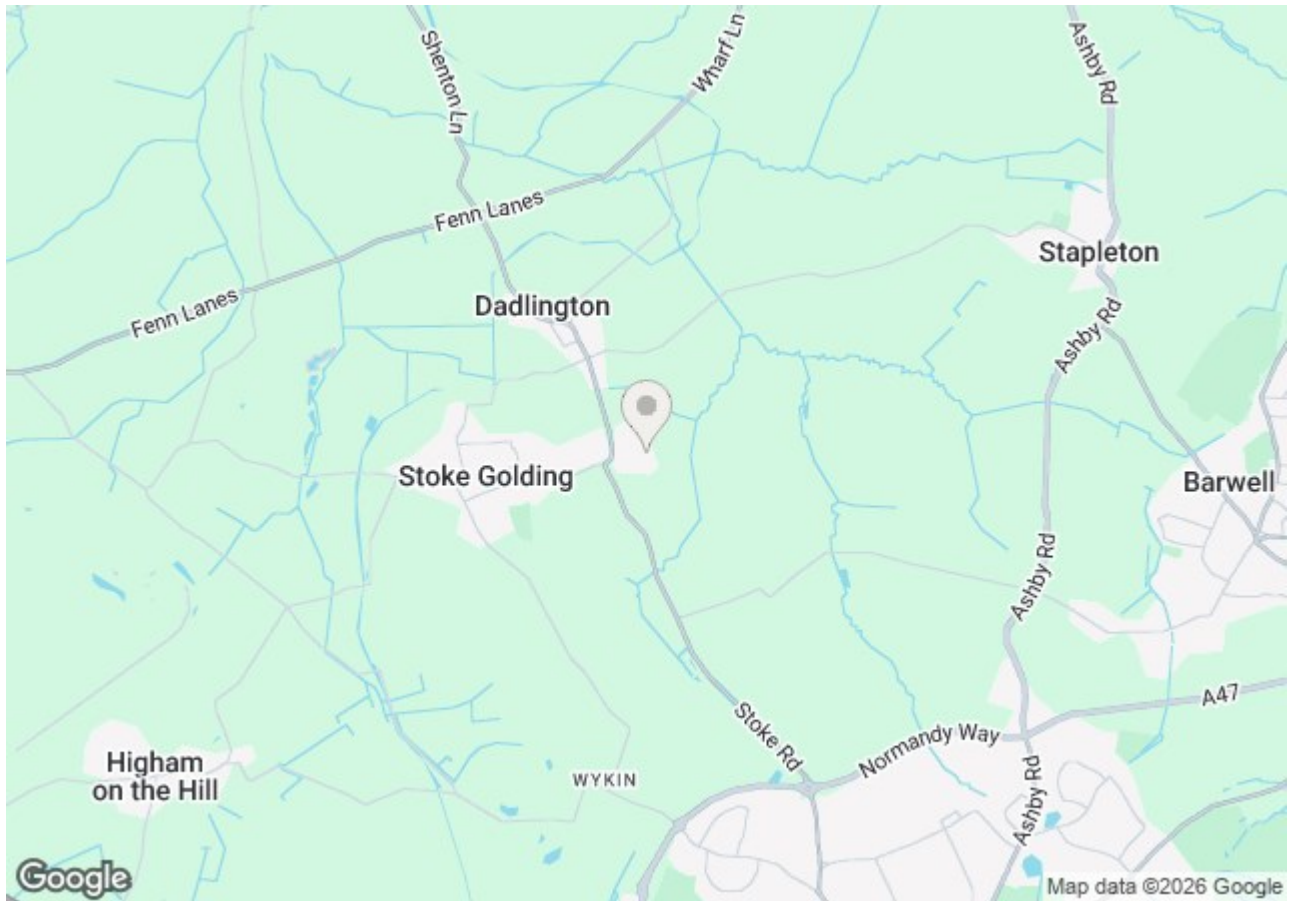 Shenton Ln
Wharf Ln
Ashby Rd
Fenn Lanes
Stapleton
Fenn Lanes
Dadlington
Ashby Rd
Stoke Golding
Barwell
Ashby Rd
A47
Stoke Rd
Normandy Way
Higham
on the Hill
WYKIN
Ashby Rd
Google
Map data ©2026 Google